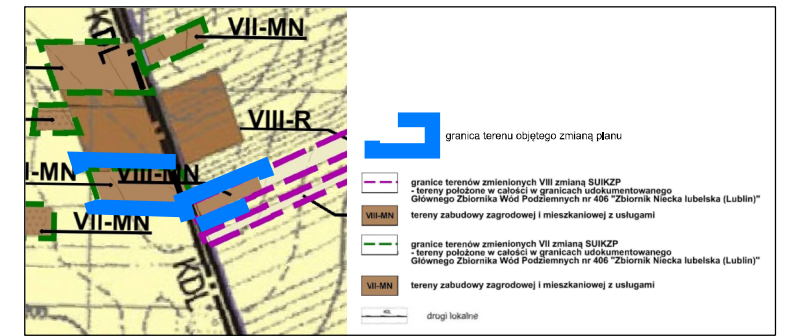 KDL
VII-MN
VIII-R
I-MN
VIII-MN
VII-MN
KDL
granica terenu objętego zmianą planu
granice terenów zmienionych VIII zmianą SUIKZP
- tereny położone w całości w granicach udokumentowanego
Głównego Zbiornika Wód Podziemnych nr 406 "Zbiornik Niecka lubelska (Lublin)"
VIII-MN tereny zabudowy zagrodowej i mieszkaniowej z usługami
granice terenów zmienionych VII zmianą SUIKZP
- tereny położone w całości w granicach udokumentowanego
Głównego Zbiornika Wód Podziemnych nr 406 "Zbiornik Niecka lubelska (Lublin)"
VII-MN tereny zabudowy zagrodowej i mieszkaniowej z usługami
KDL drogi lokalne